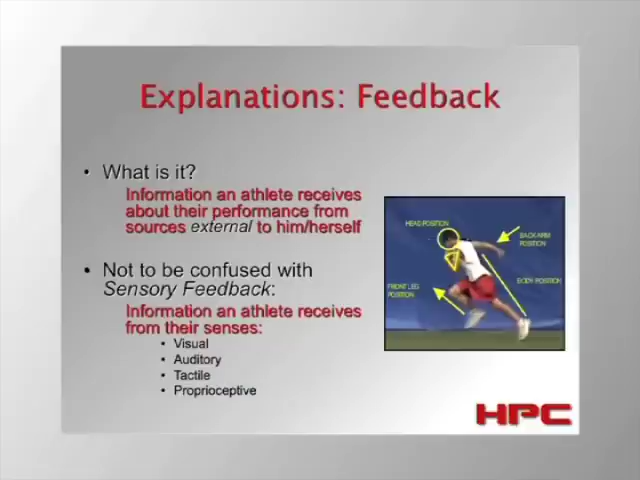 Explanations: Feedback
• What is it?
Information an athlete receives
about their performance from
sources external to him/herself
• Not to be confused with
Sensory Feedback:
Information an athlete receives
from their senses:
• Visual
• Auditory
• Tactile
• Proprioceptive
HEAD POSITION
BACK ARM
POSITION
BODY POSITION
FRONT LEG
POSITION
HPC